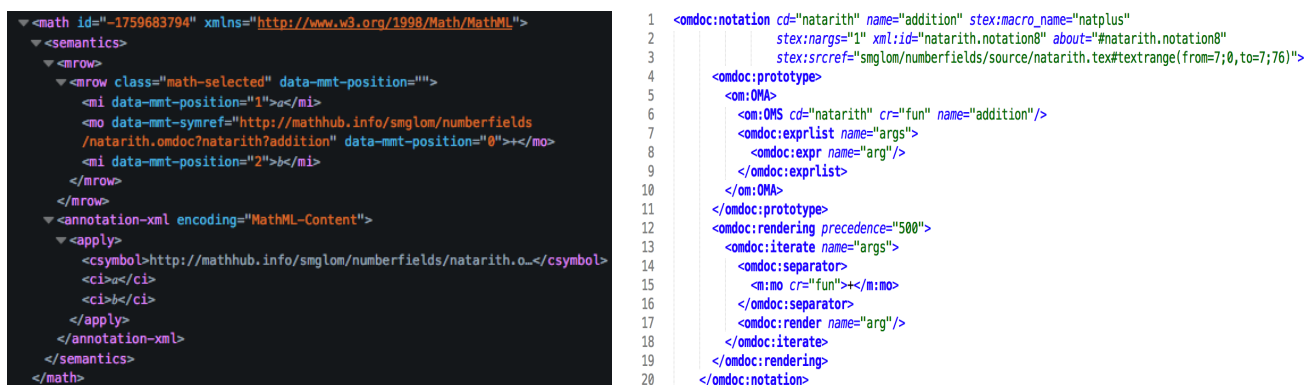 ▼<math id="-1759683794" xmlns="http://www.w3.org/1998/Math/MathML">
▼<semantics>
▼<mrow>
▼<mrow class="math-selected" data-mmt-position="">
<mi data-mmt-position="1">a</mi>
<mo data-mmt-symref="http://mathhub.info/smglom/numberfields
/natarith.omdoc?natarith?addition" data-mmt-position="0">+</mo>
<mi data-mmt-position="2">b</mi>
</mrow>
</mrow>
▼<annotation-xml encoding="MathML-Content">
▼<apply>
<csymbol>http://mathhub.info/smglom/numberfields/natarith.o…</csymbol>
<ci>a</ci>
<ci>b</ci>
</apply>
</annotation-xml>
</semantics>
</math>
1 <omdoc:notation cd="natarith" name="addition" stex:macro_name="natplus"
2 stex:nargs="1" xml:id="natarith.notation8" about="#natarith.notation8"
3 stex:srcref="smglom/numberfields/source/natarith.tex#textrange(from=7;0,to=7;76)">
4 <omdoc:prototype>
5 <om:OMA>
6 <om:OMS cd="natarith" cr="fun" name="addition"/>
7 <omdoc:exprlist name="args">
8 <omdoc:expr name="arg"/>
9 </omdoc:exprlist>
10 </om:OMA>
11 </omdoc:prototype>
12 <omdoc:rendering precedence="500">
13 <omdoc:iterate name="args">
14 <omdoc:separator>
15 <m:mo cr="fun">+</m:mo>
16 </omdoc:separator>
17 <omdoc:render name="arg"/>
18 </omdoc:iterate>
19 </omdoc:rendering>
20 </omdoc:notation>